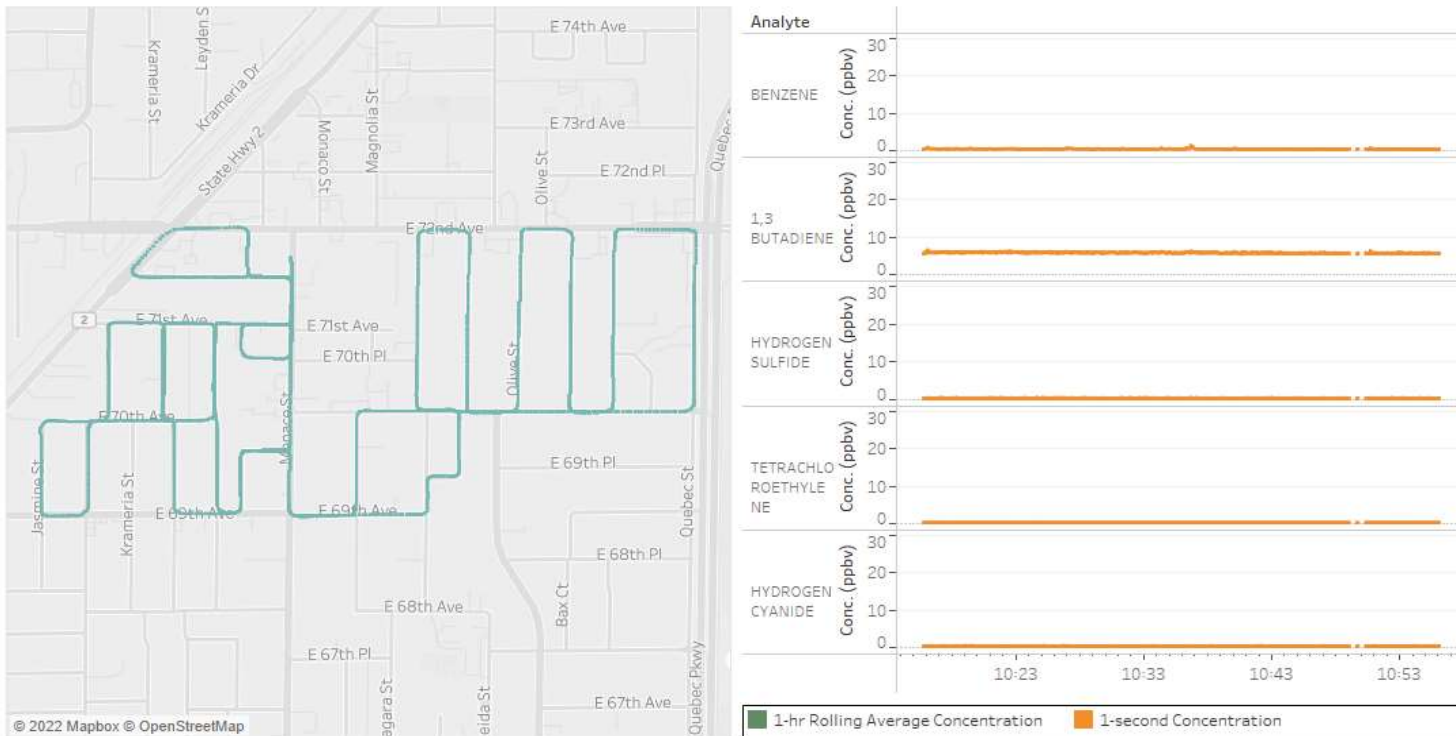 E 74th Ave
Leyden S
Krameria St
Krameria Dr
Magnolia St
Monaco St
E 73rd Ave
Quebec
State Hwy 2
Olive St
E 72nd Pl
E 72nd Ave
2
E 71st Ave
E 71st Ave
E 70th Pl
Olive St
E 70th Ave
Monaco St
E 69th Pl
Jasmine St
Krameria St
E 69th Ave
E 69th Ave
Quebec St
E 68th Pl
Bax Ct
E 68th Ave
E 67th Pl
Quebec Pkwy
agara St
eida St
E 67th Ave
© 2022 Mapbox © OpenStreetMap
Analyte
BENZENE
Conc. (ppbv)
30
20
10
0
1,3
BUTADIENE
Conc. (ppbv)
30
20
10
0
HYDROGEN
SULFIDE
Conc. (ppbv)
30
20
10
0
TETRACHLO
ROETHYLE
NE
Conc. (ppbv)
30
20
10
0
HYDROGEN
CYANIDE
Conc. (ppbv)
30
20
10
0
10:23 10:33 10:43 10:53
1-hr Rolling Average Concentration 1-second Concentration